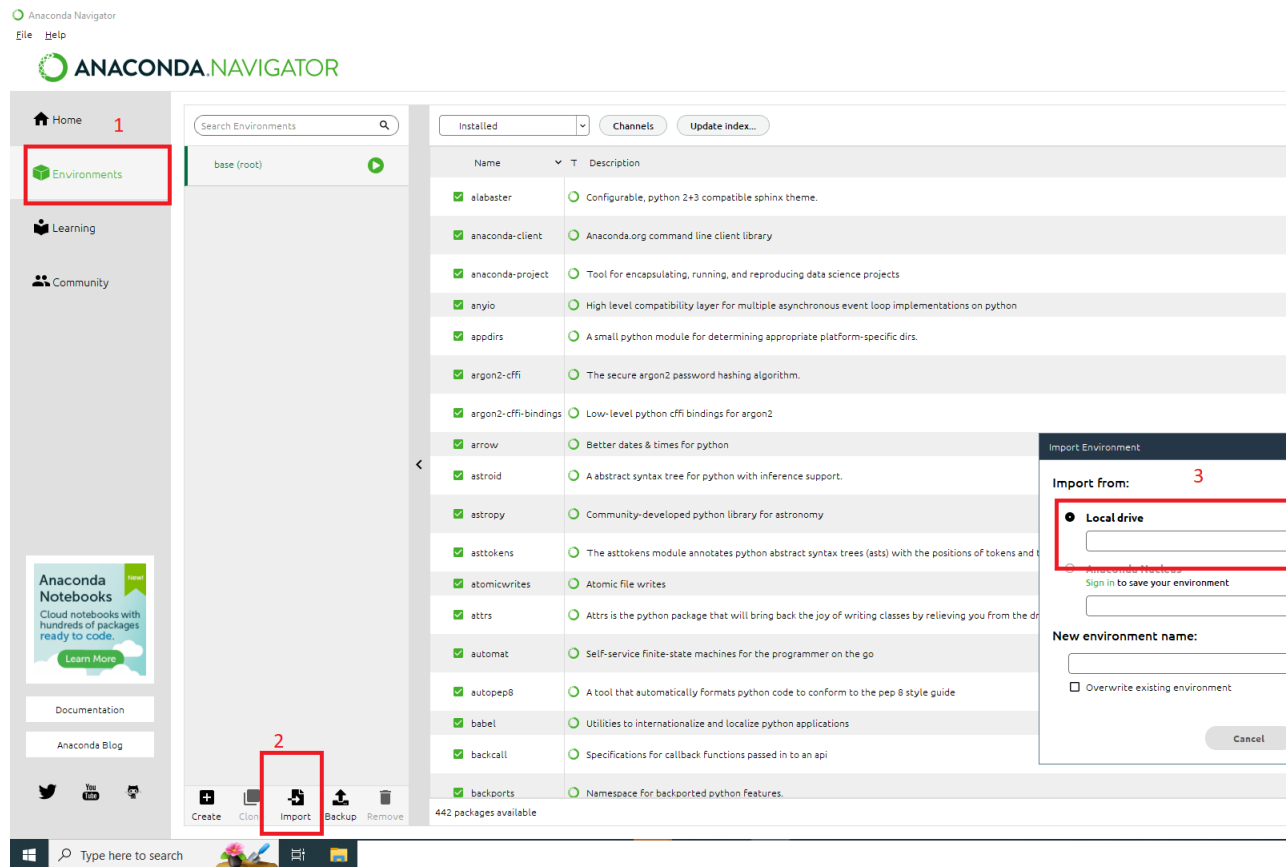 Anaconda Navigator
File Help
ANACONDA.NAVIGATOR
Home
1
Environments
Learning
Community
Anaconda
Notebooks
New!
Cloud notebooks with
hundreds of packages
ready to code.
Learn More
Documentation
Anaconda Blog
You
Tube
Search Environments
base (root)
2
Create Clone Import Backup Remove
Installed Channels Update index...
Name T Description
alabaster Configurable, python 2+3 compatible sphinx theme.
anaconda-client Anaconda.org command line client library
anaconda-project Tool for encapsulating, running, and reproducing data science projects
anyio High level compatibility layer for multiple asynchronous event loop implementations on python
appdirs A small python module for determining appropriate platform-specific dirs.
argon2-cffi The secure argon2 password hashing algorithm.
argon2-cffi-bindings Low-level python cffi bindings for argon2
arrow Better dates & times for python
astroid A abstract syntax tree for python with inference support.
astropy Community-developed python library for astronomy
asttokens The asttokens module annotates python abstract syntax trees (asts) with the positions of tokens and
atomicwrites Atomic file writes
attrs Attrs is the python package that will bring back the joy of writing classes by relieving you from the
automat Self-service finite-state machines for the programmer on the go
autopep8 A tool that automatically formats python code to conform to the pep 8 style guide
babel Utilities to internationalize and localize python applications
backcall Specifications for callback functions passed in to an api
backports Namespace for backported python features.
442 packages available
Import Environment
Import from:
3
Local drive
Anaconda Nucleus
Sign in to save your environment
New environment name:
Overwrite existing environment
Cancel
Type here to search